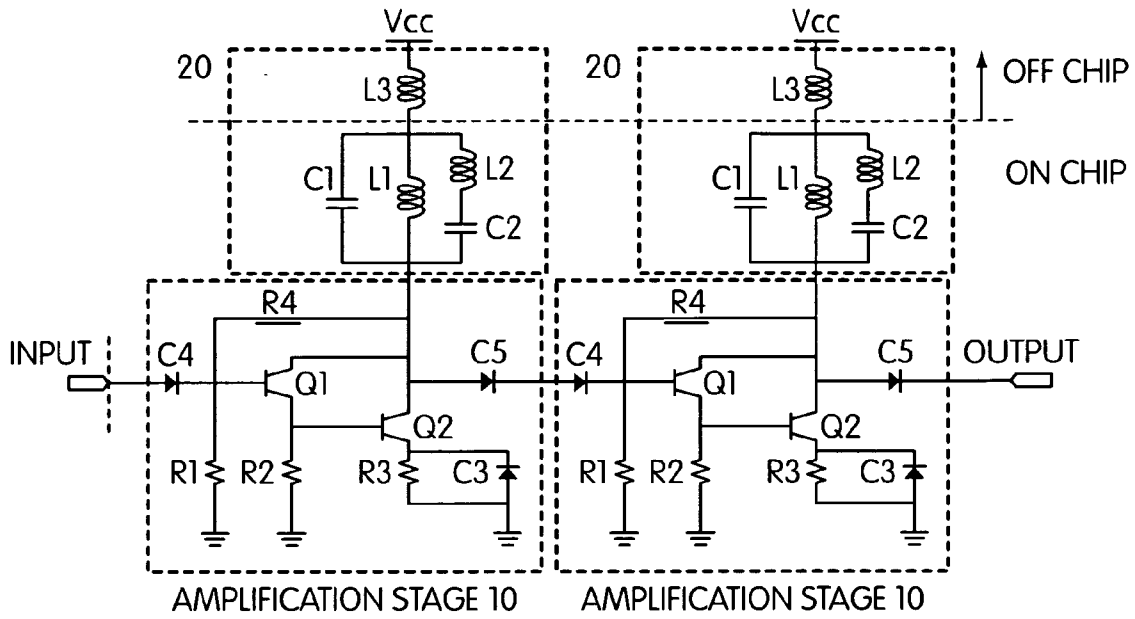 Vcc Vcc
20 20
L3 L3
OFF CHIP
C1 L1 L2 C1 L1 L2
ON CHIP
C2 C2
R4 R4
INPUT C4 C5 C4 C5 OUTPUT
Q1 Q1
Q2 Q2
R1 R2 R3 C3 R1 R2 R3 C3
AMPLIFICATION STAGE 10 AMPLIFICATION STAGE 10